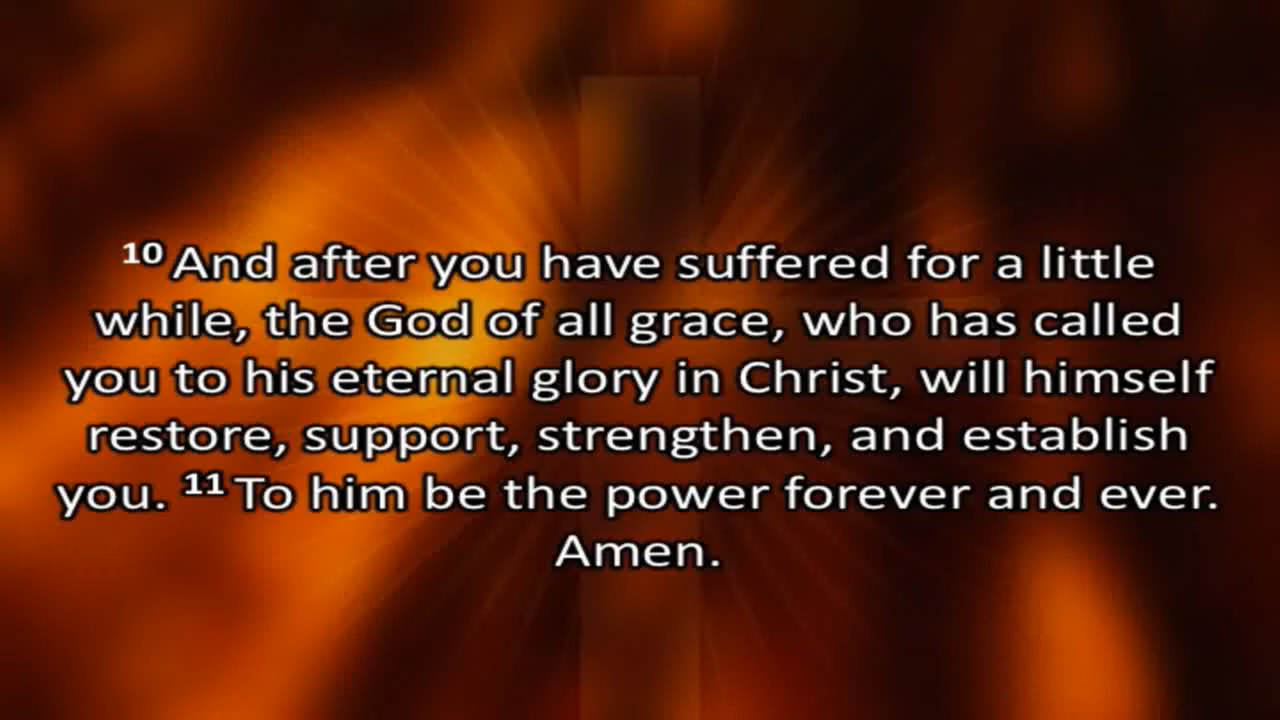 10 And after you have suffered for a little
while, the God of all grace, who has called
you to his eternal glory in Christ, will himself
restore, support, strengthen, and establish
you. 11 To him be the power forever and ever.
Amen.